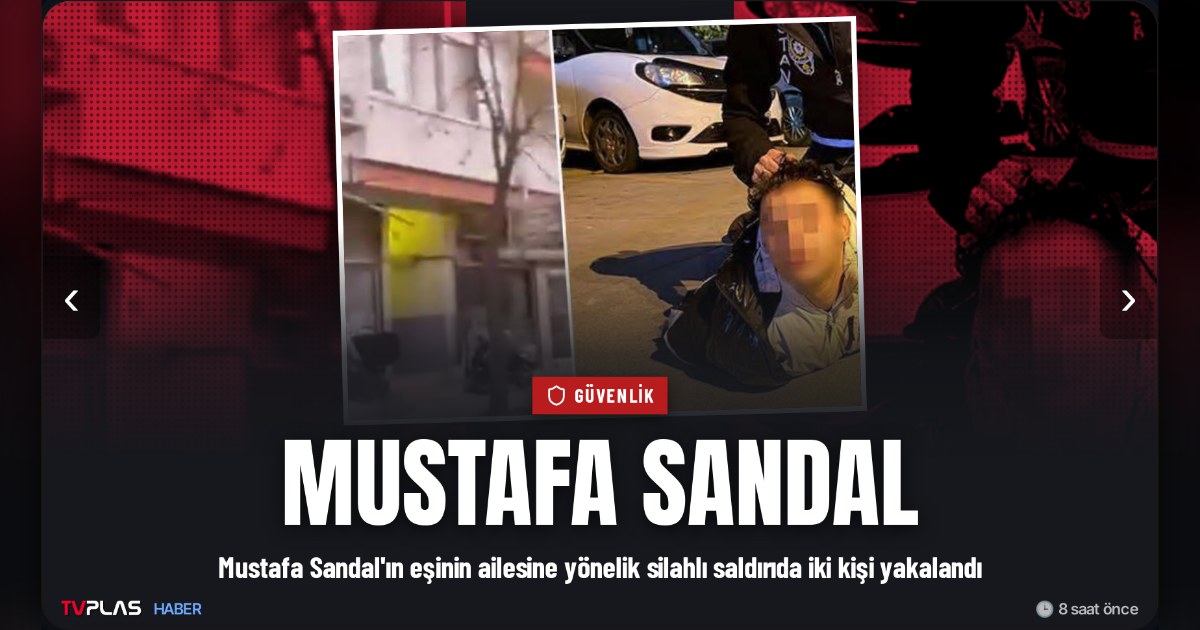 GÜVENLİK
MUSTAFA SANDAL
Mustafa Sandal'ın eşinin ailesine yönelik silahlı saldırıda iki kişi yakalandı
TVPLAS HABER
8 saat önce